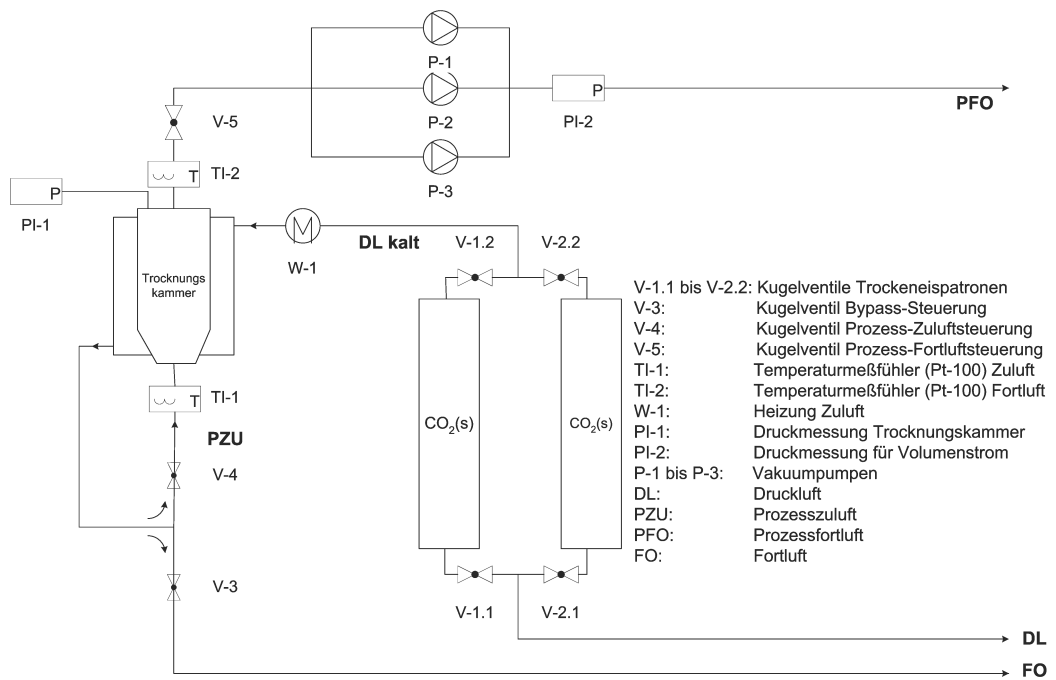 P-1
P-2
P-3
P
PI-2
PFO
V-5
T
TI-2
P
PI-1
DL kalt
W-1
V-1.2
V-2.2
Trocknungs
kammer
T
TI-1
PZU
V-4
V-3
CO2(s)
CO2(s)
V-1.1
V-2.1
V-1.1 bis V-2.2: Kugelventile Trockeneispatronen
V-3: Kugelventil Bypass-Steuerung
V-4: Kugelventil Prozess-Zuluftsteuerung
V-5: Kugelventil Prozess-Fortluftsteuerung
TI-1: Temperaturmeßfühler (Pt-100) Zuluft
TI-2: Temperaturmeßfühler (Pt-100) Fortluft
W-1: Heizung Zuluft
PI-1: Druckmessung Trocknungskammer
PI-2: Druckmessung für Volumenstrom
P-1 bis P-3: Vakuumpumpen
DL: Druckluft
PZU: Prozesszuluft
PFO: Prozessfortluft
FO: Fortluft
DL
FO